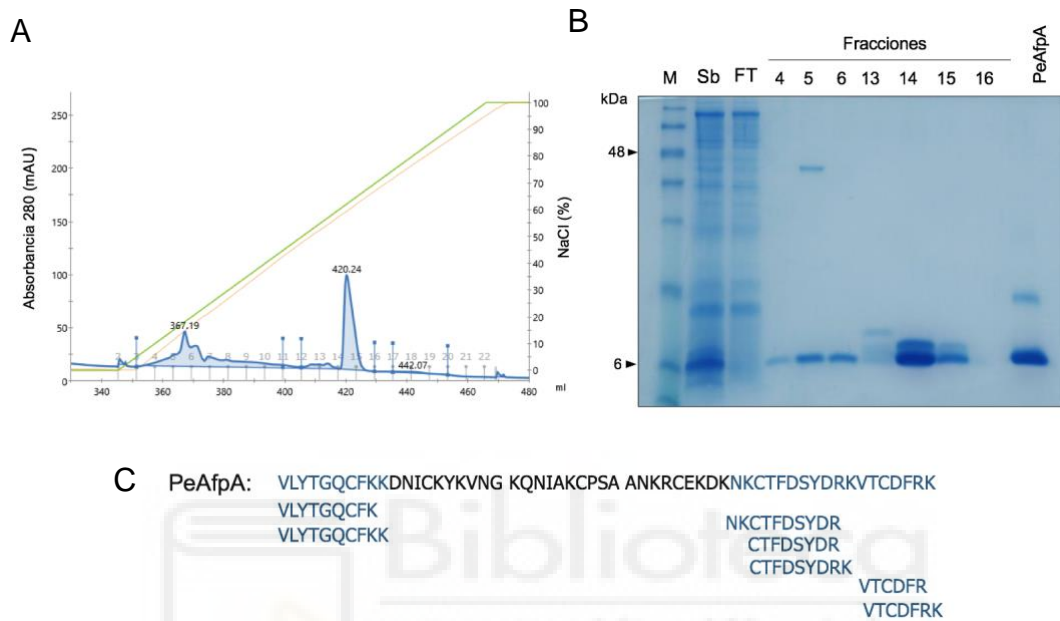 A
Absorbancia 280 (mAU)
250
200
150
100
50
0
367.19
420.24
442.07
2 3 4 5 6 7 8 9 10 11 12 13 14 15 16 17 18 19 20 21 22
340 360 380 400 420 440 460 480 ml
100
90
80
70
60
50
40
30
20
10
0
NaCl (%)
B
Fracciones
M Sb FT 4 5 6 13 14 15 16 PeAfpA
kDa
48
6
C
PeAfpA: VLYTGQCFKKDNICKYKVNG KQNIAKCPSA ANKRCEKDKNKCTFDSYDRKVTCDFRK
VLYTGQCFK
VLYTGQCFKK
NKCTFDSYDR
CTFDSYDR
CTFDSYDRK
VTCDFR
VTCDFRK
Biblioteca